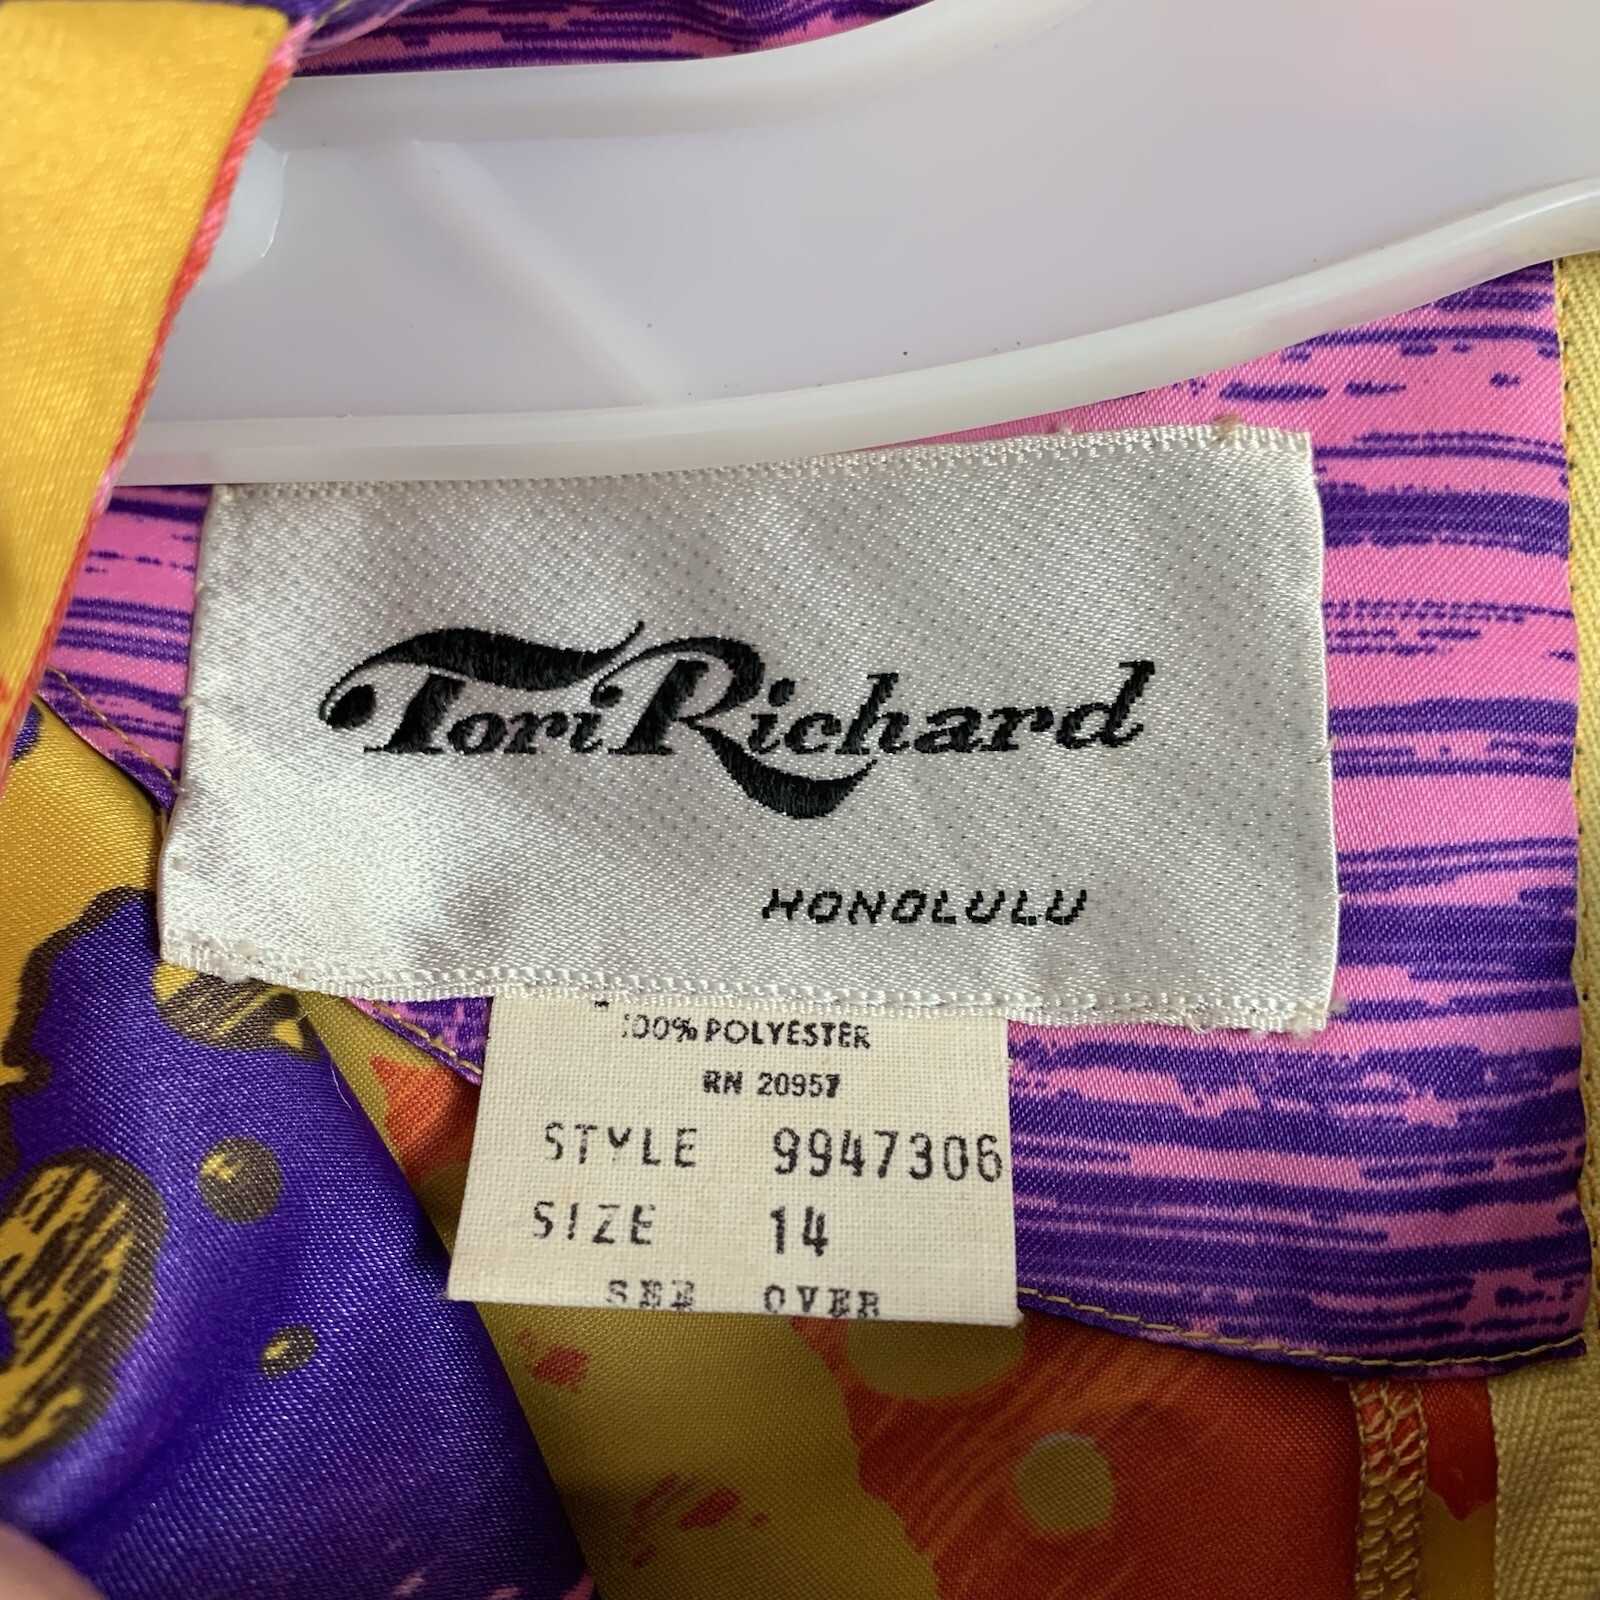 Tori Richard
HONOLULU
100% POLYESTER
RN 20957
STYLE 9947306
SIZE 14
SEE OVER